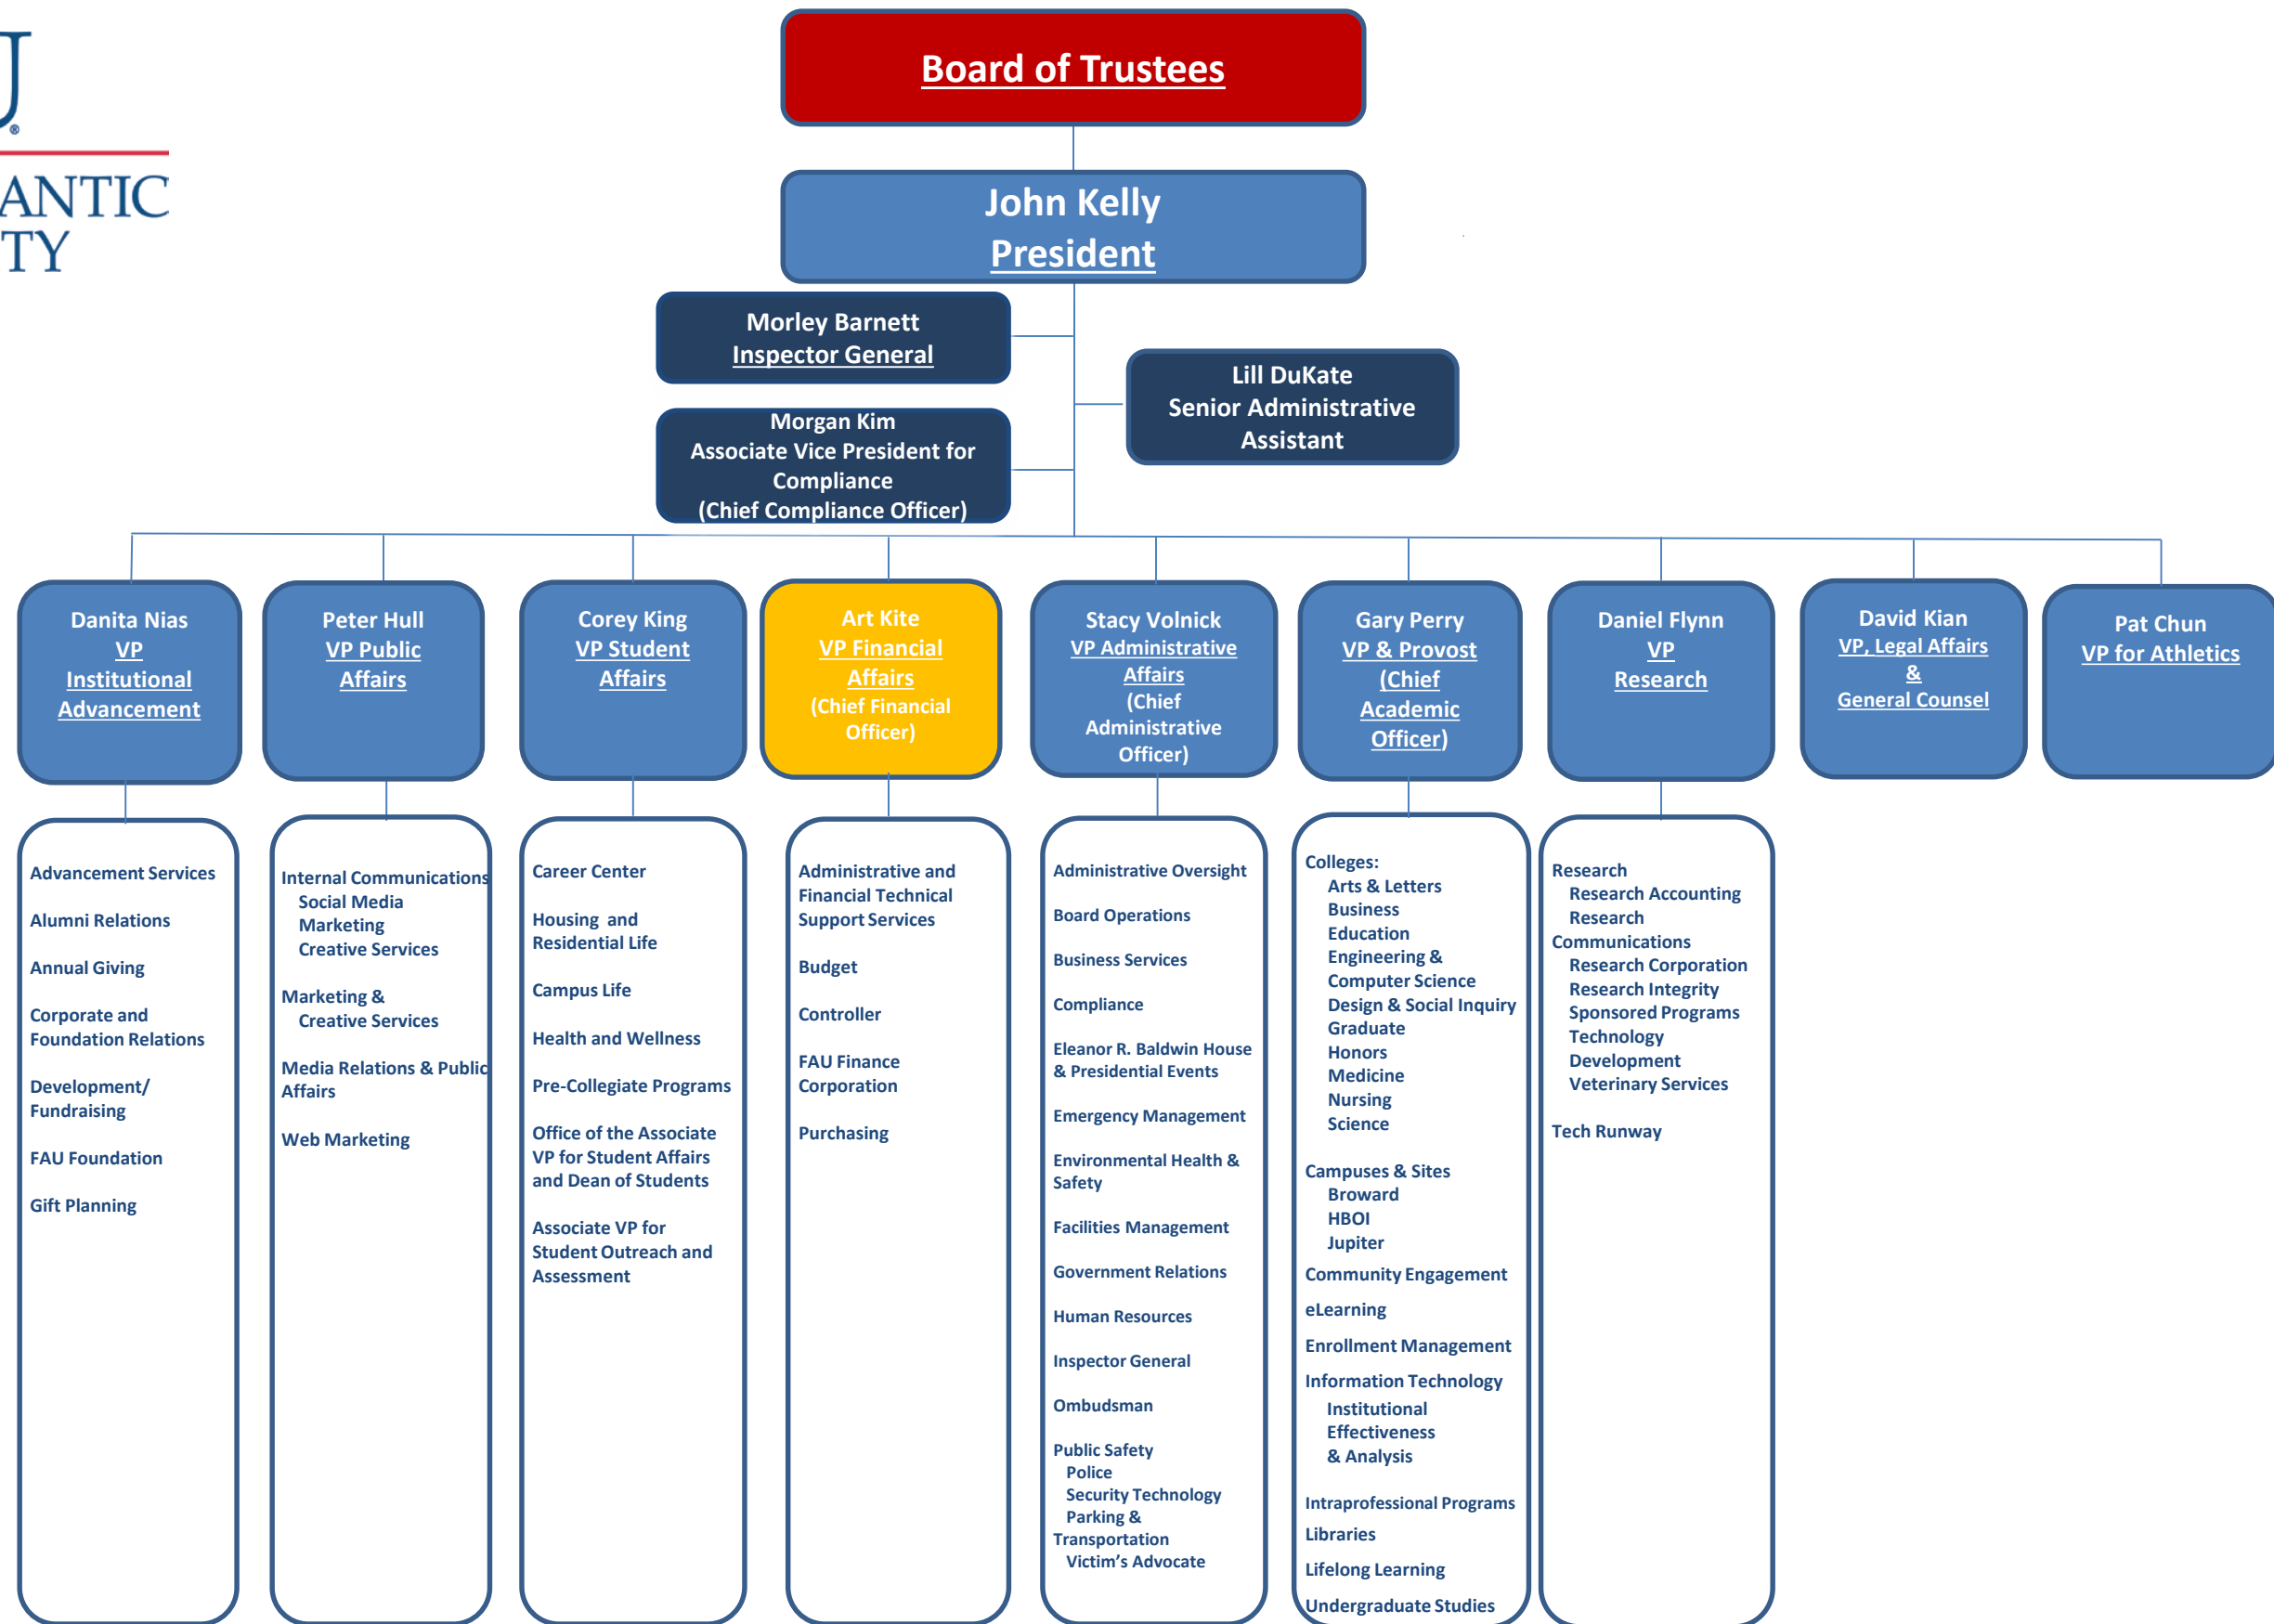 U®
ANTIC
TY
Board of Trustees
John Kelly
President
Morley Barnett
Inspector General
Lill DuKate
Senior Administrative
Assistant
Morgan Kim
Associate Vice President for
Compliance
(Chief Compliance Officer)
Danita Nias
VP
Institutional
Advancement
Peter Hull
VP Public
Affairs
Corey King
VP Student
Affairs
Art Kite
VP Financial
Affairs
(Chief Financial
Officer)
Stacy Volnick
VP Administrative
Affairs
(Chief
Administrative
Officer)
Gary Perry
VP & Provost
(Chief
Academic
Officer)
Daniel Flynn
VP
Research
David Kian
VP, Legal Affairs
&
General Counsel
Pat Chun
VP for Athletics
Advancement Services
Alumni Relations
Annual Giving
Corporate and
Foundation Relations
Development/
Fundraising
FAU Foundation
Gift Planning
Internal Communications
Social Media
Marketing
Creative Services
Marketing &
Creative Services
Media Relations & Public
Affairs
Web Marketing
Career Center
Housing and
Residential Life
Campus Life
Health and Wellness
Pre-Collegiate Programs
Office of the Associate
VP for Student Affairs
and Dean of Students
Associate VP for
Student Outreach and
Assessment
Administrative and
Financial Technical
Support Services
Budget
Controller
FAU Finance
Corporation
Purchasing
Administrative Oversight
Board Operations
Business Services
Compliance
Eleanor R. Baldwin House
& Presidential Events
Emergency Management
Environmental Health &
Safety
Facilities Management
Government Relations
Human Resources
Inspector General
Ombudsman
Public Safety
Police
Security Technology
Parking &
Transportation
Victim's Advocate
Colleges:
Arts & Letters
Business
Education
Engineering &
Computer Science
Design & Social Inquiry
Graduate
Honors
Medicine
Nursing
Science
Campuses & Sites
Broward
HBOI
Jupiter
Community Engagement
eLearning
Enrollment Management
Information Technology
Institutional
Effectiveness
& Analysis
Intraprofessional Programs
Libraries
Lifelong Learning
Undergraduate Studies
Research
Research Accounting
Research
Communications
Research Corporation
Research Integrity
Sponsored Programs
Technology
Development
Veterinary Services
Tech Runway